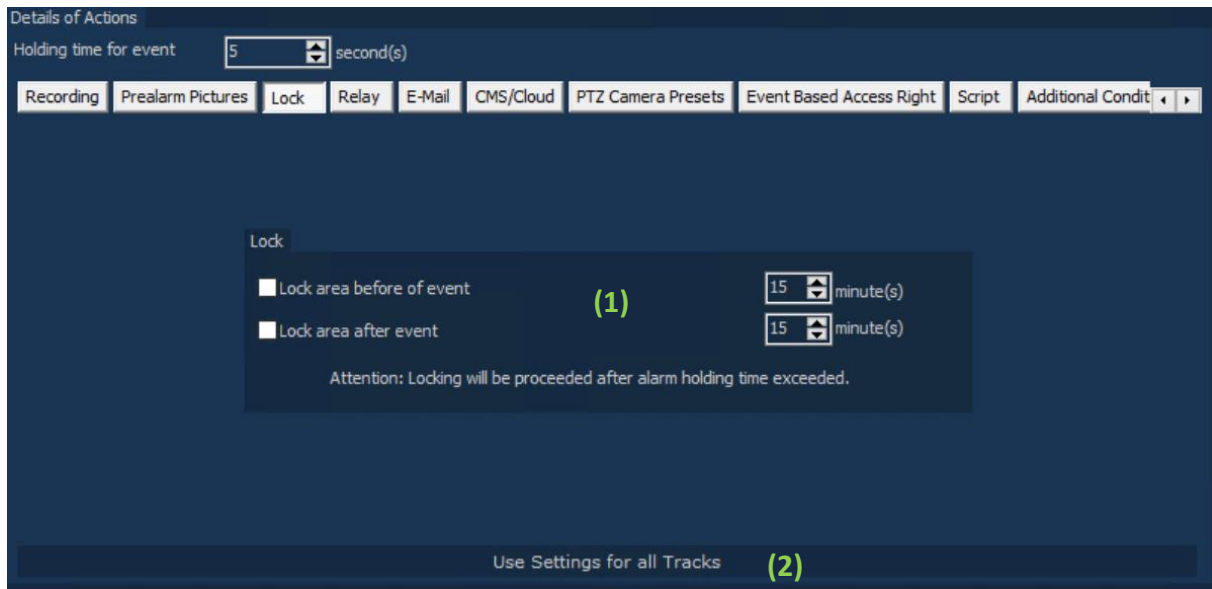 Details of Actions
Holding time for event 5 second(s)
Recording Prealarm Pictures Lock Relay E-Mail CMS/Cloud PTZ Camera Presets Event Based Access Right Script Additional Condit
Lock
Lock area before of event (1) 15 minute(s)
Lock area after event 15 minute(s)
Attention: Locking will be proceeded after alarm holding time exceeded.
Use Settings for all Tracks (2)